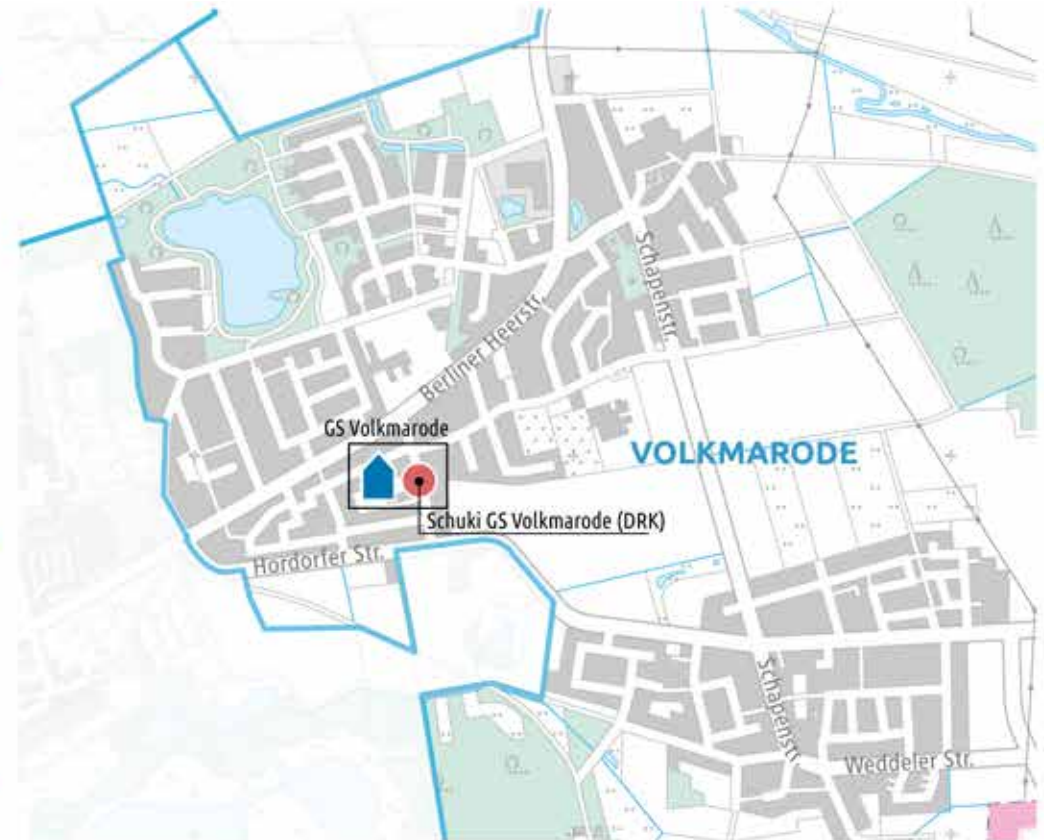 Schapenstr.
Berliner Heerstr.
GS Volkmarode
VOLKMARODE
Schuki GS Volkmarode (DRK)
Hordorfer Str.
Schapenstr.
Weddeler Str.